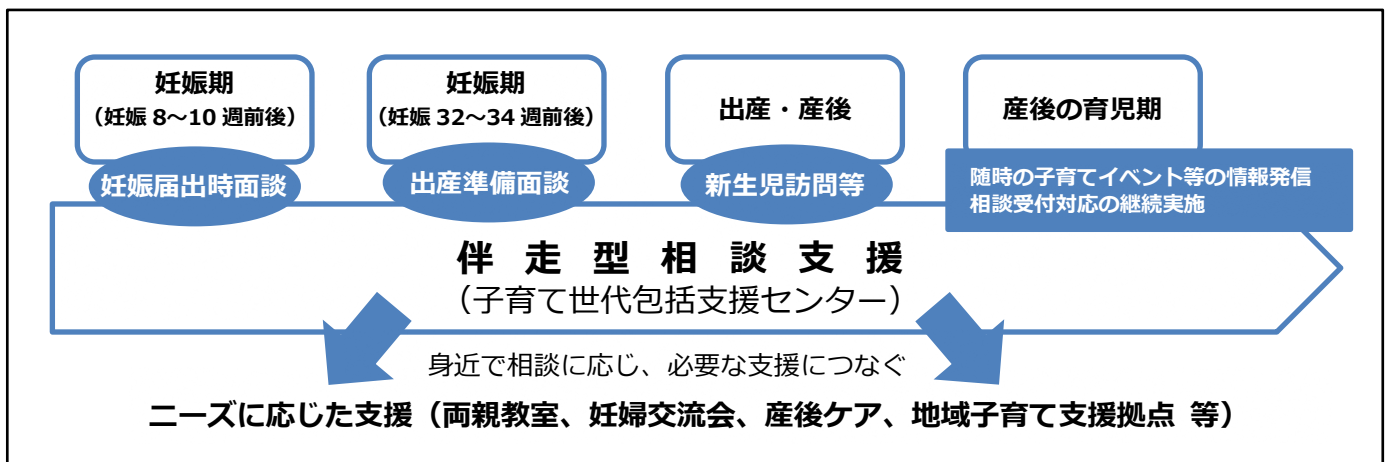 妊娠期
(妊娠 8～10 週前後)
妊娠届出時面談
妊娠期
(妊娠 32～34 週前後)
出産準備面談
出産・産後
新生児訪問等
産後の育児期
随時の子育てイベント等の情報発信
相談受付対応の継続実施
伴走型相談支援
（子育て世代包括支援センター）
身近で相談に応じ、必要な支援につなぐ
ニーズに応じた支援（両親教室、妊婦交流会、産後ケア、地域子育て支援拠点 等）